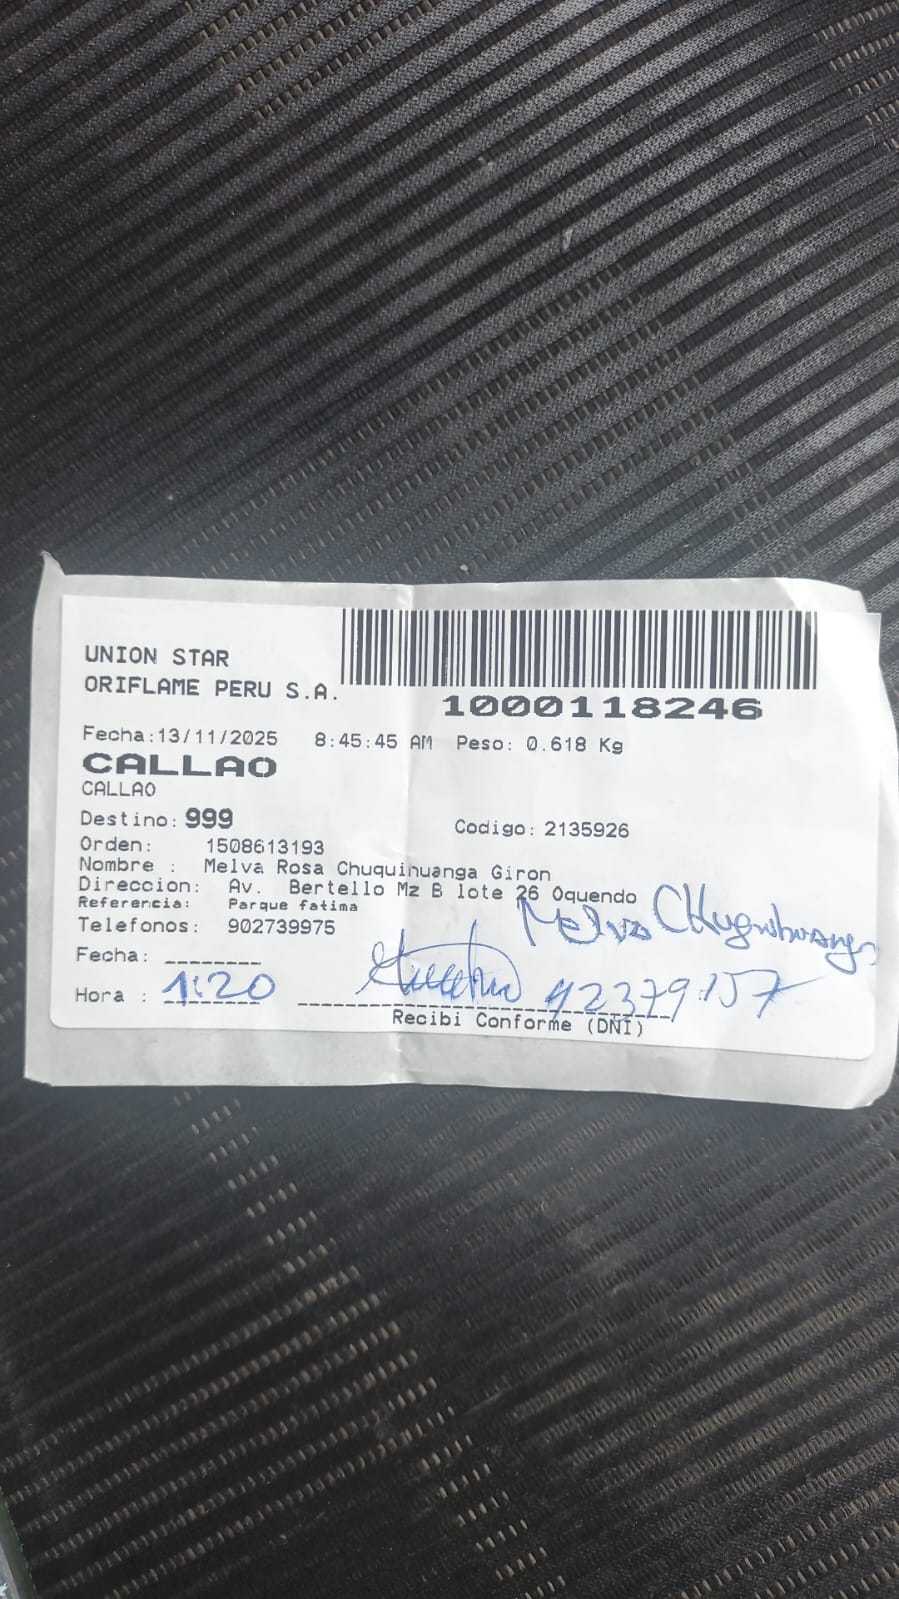 UNION STAR
ORIFLAME PERU S.A.
1000118246
Fecha:13/11/2025 8:45:45 AM Peso: 0.618 Kg
CALLAO
CALLAO
Destino: 999 Codigo: 2135926
Orden: 1508613193
Nombre : Melva Rosa Chuquihuanga Giron
Direccion: Av. Bertello Mz B lote 26 Oquendo
Referencia: Parque fatima
Melva
Telefonos: 902739975
Fecha: ________
Hora : 1:20
Recibi Conforme (DNI)